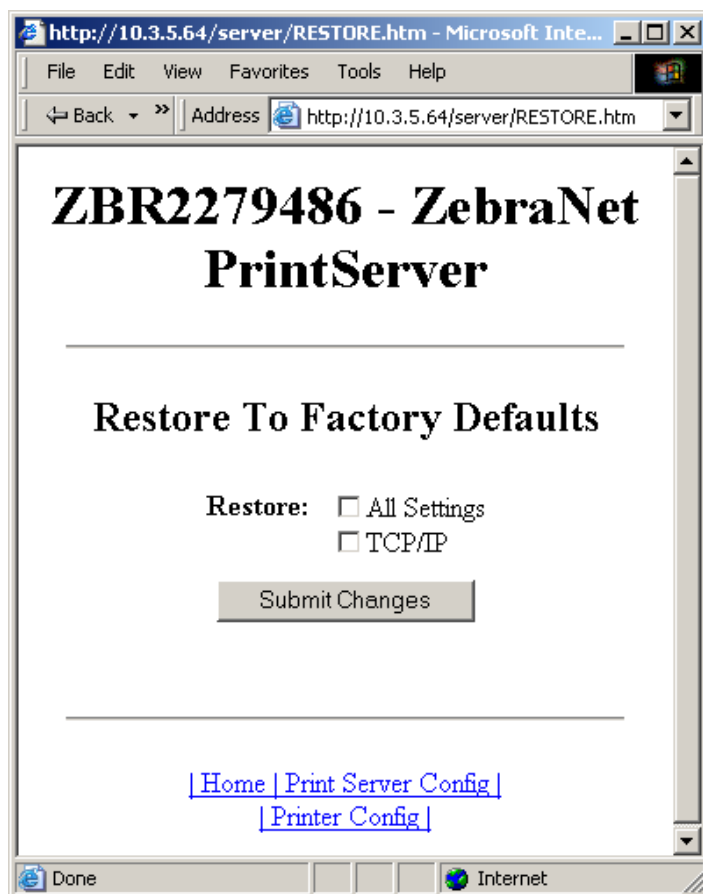 http://10.3.5.64/server/RESTORE.htm - Microsoft Inte...
File Edit View Favorites Tools Help
Back » Address http://10.3.5.64/server/RESTORE.htm
ZBR2279486 - ZebraNet
PrintServer
Restore To Factory Defaults
Restore: All Settings
TCP/IP
Submit Changes
| Home | Print Server Config |
| Printer Config |
Done Internet